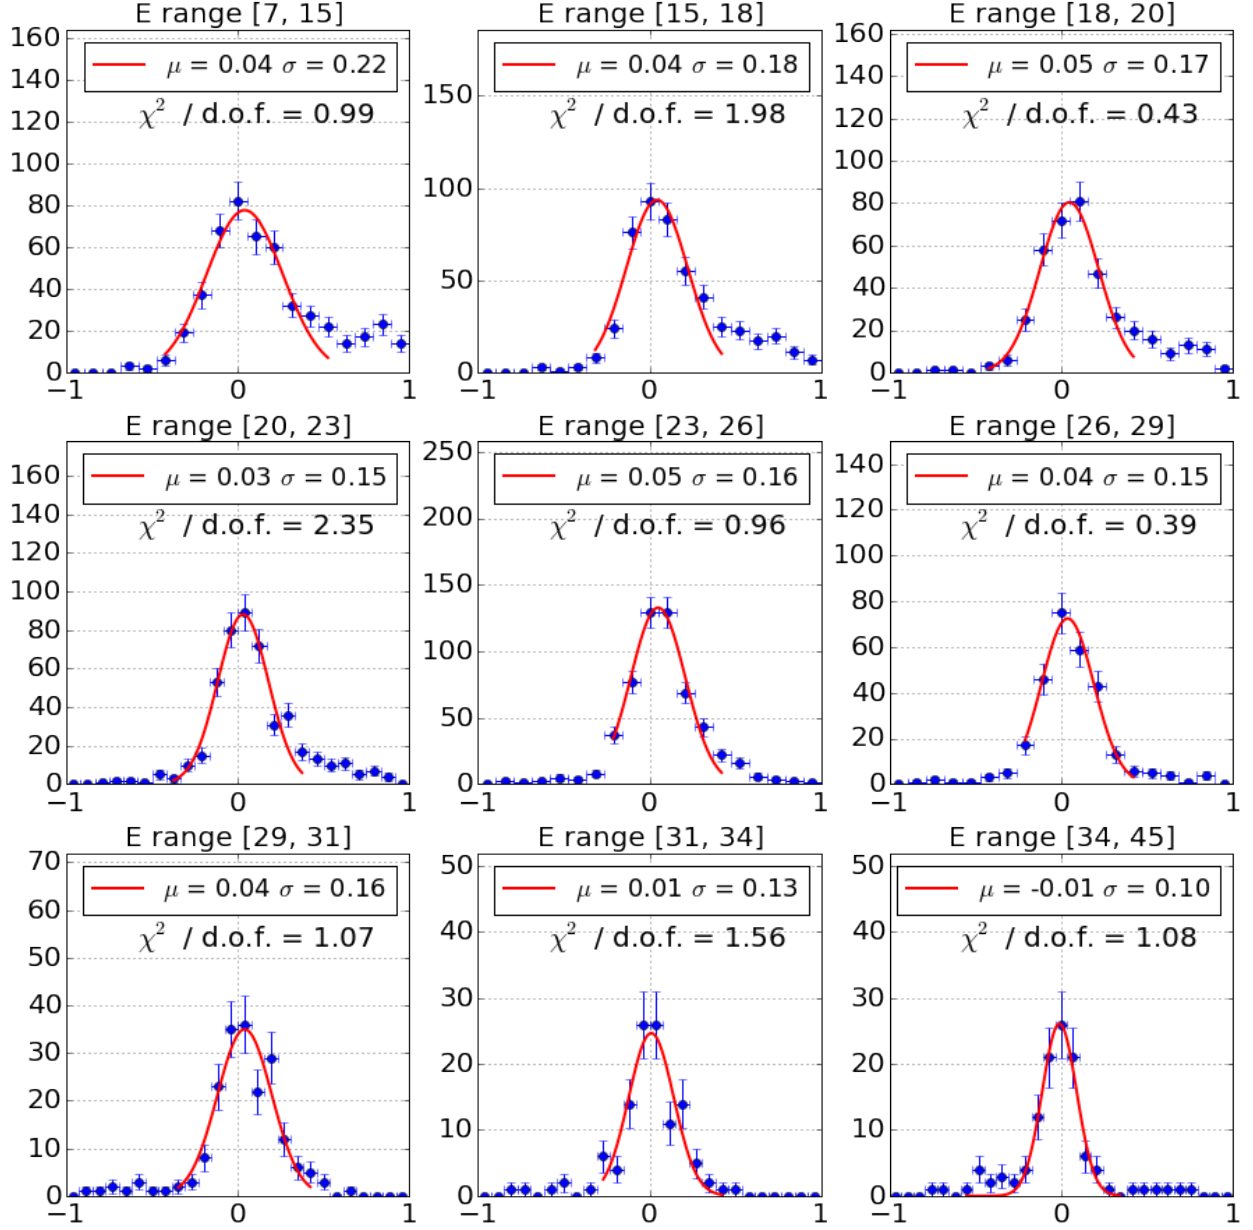 E range [7, 15]
μ = 0.04 σ = 0.22
χ² / d.o.f. = 0.99
160
140
120
100
80
60
40
20
0
−1 0 1
E range [15, 18]
μ = 0.04 σ = 0.18
χ² / d.o.f. = 1.98
150
100
50
0
−1 0 1
E range [18, 20]
μ = 0.05 σ = 0.17
χ² / d.o.f. = 0.43
160
140
120
100
80
60
40
20
0
−1 0 1
E range [20, 23]
μ = 0.03 σ = 0.15
χ² / d.o.f. = 2.35
160
140
120
100
80
60
40
20
0
−1 0 1
E range [23, 26]
μ = 0.05 σ = 0.16
χ² / d.o.f. = 0.96
250
200
150
100
50
0
−1 0 1
E range [26, 29]
μ = 0.04 σ = 0.15
χ² / d.o.f. = 0.39
140
120
100
80
60
40
20
0
−1 0 1
E range [29, 31]
μ = 0.04 σ = 0.16
χ² / d.o.f. = 1.07
70
60
50
40
30
20
10
0
−1 0 1
E range [31, 34]
μ = 0.01 σ = 0.13
χ² / d.o.f. = 1.56
50
40
30
20
10
0
−1 0 1
E range [34, 45]
μ = -0.01 σ = 0.10
χ² / d.o.f. = 1.08
50
40
30
20
10
0
−1 0 1